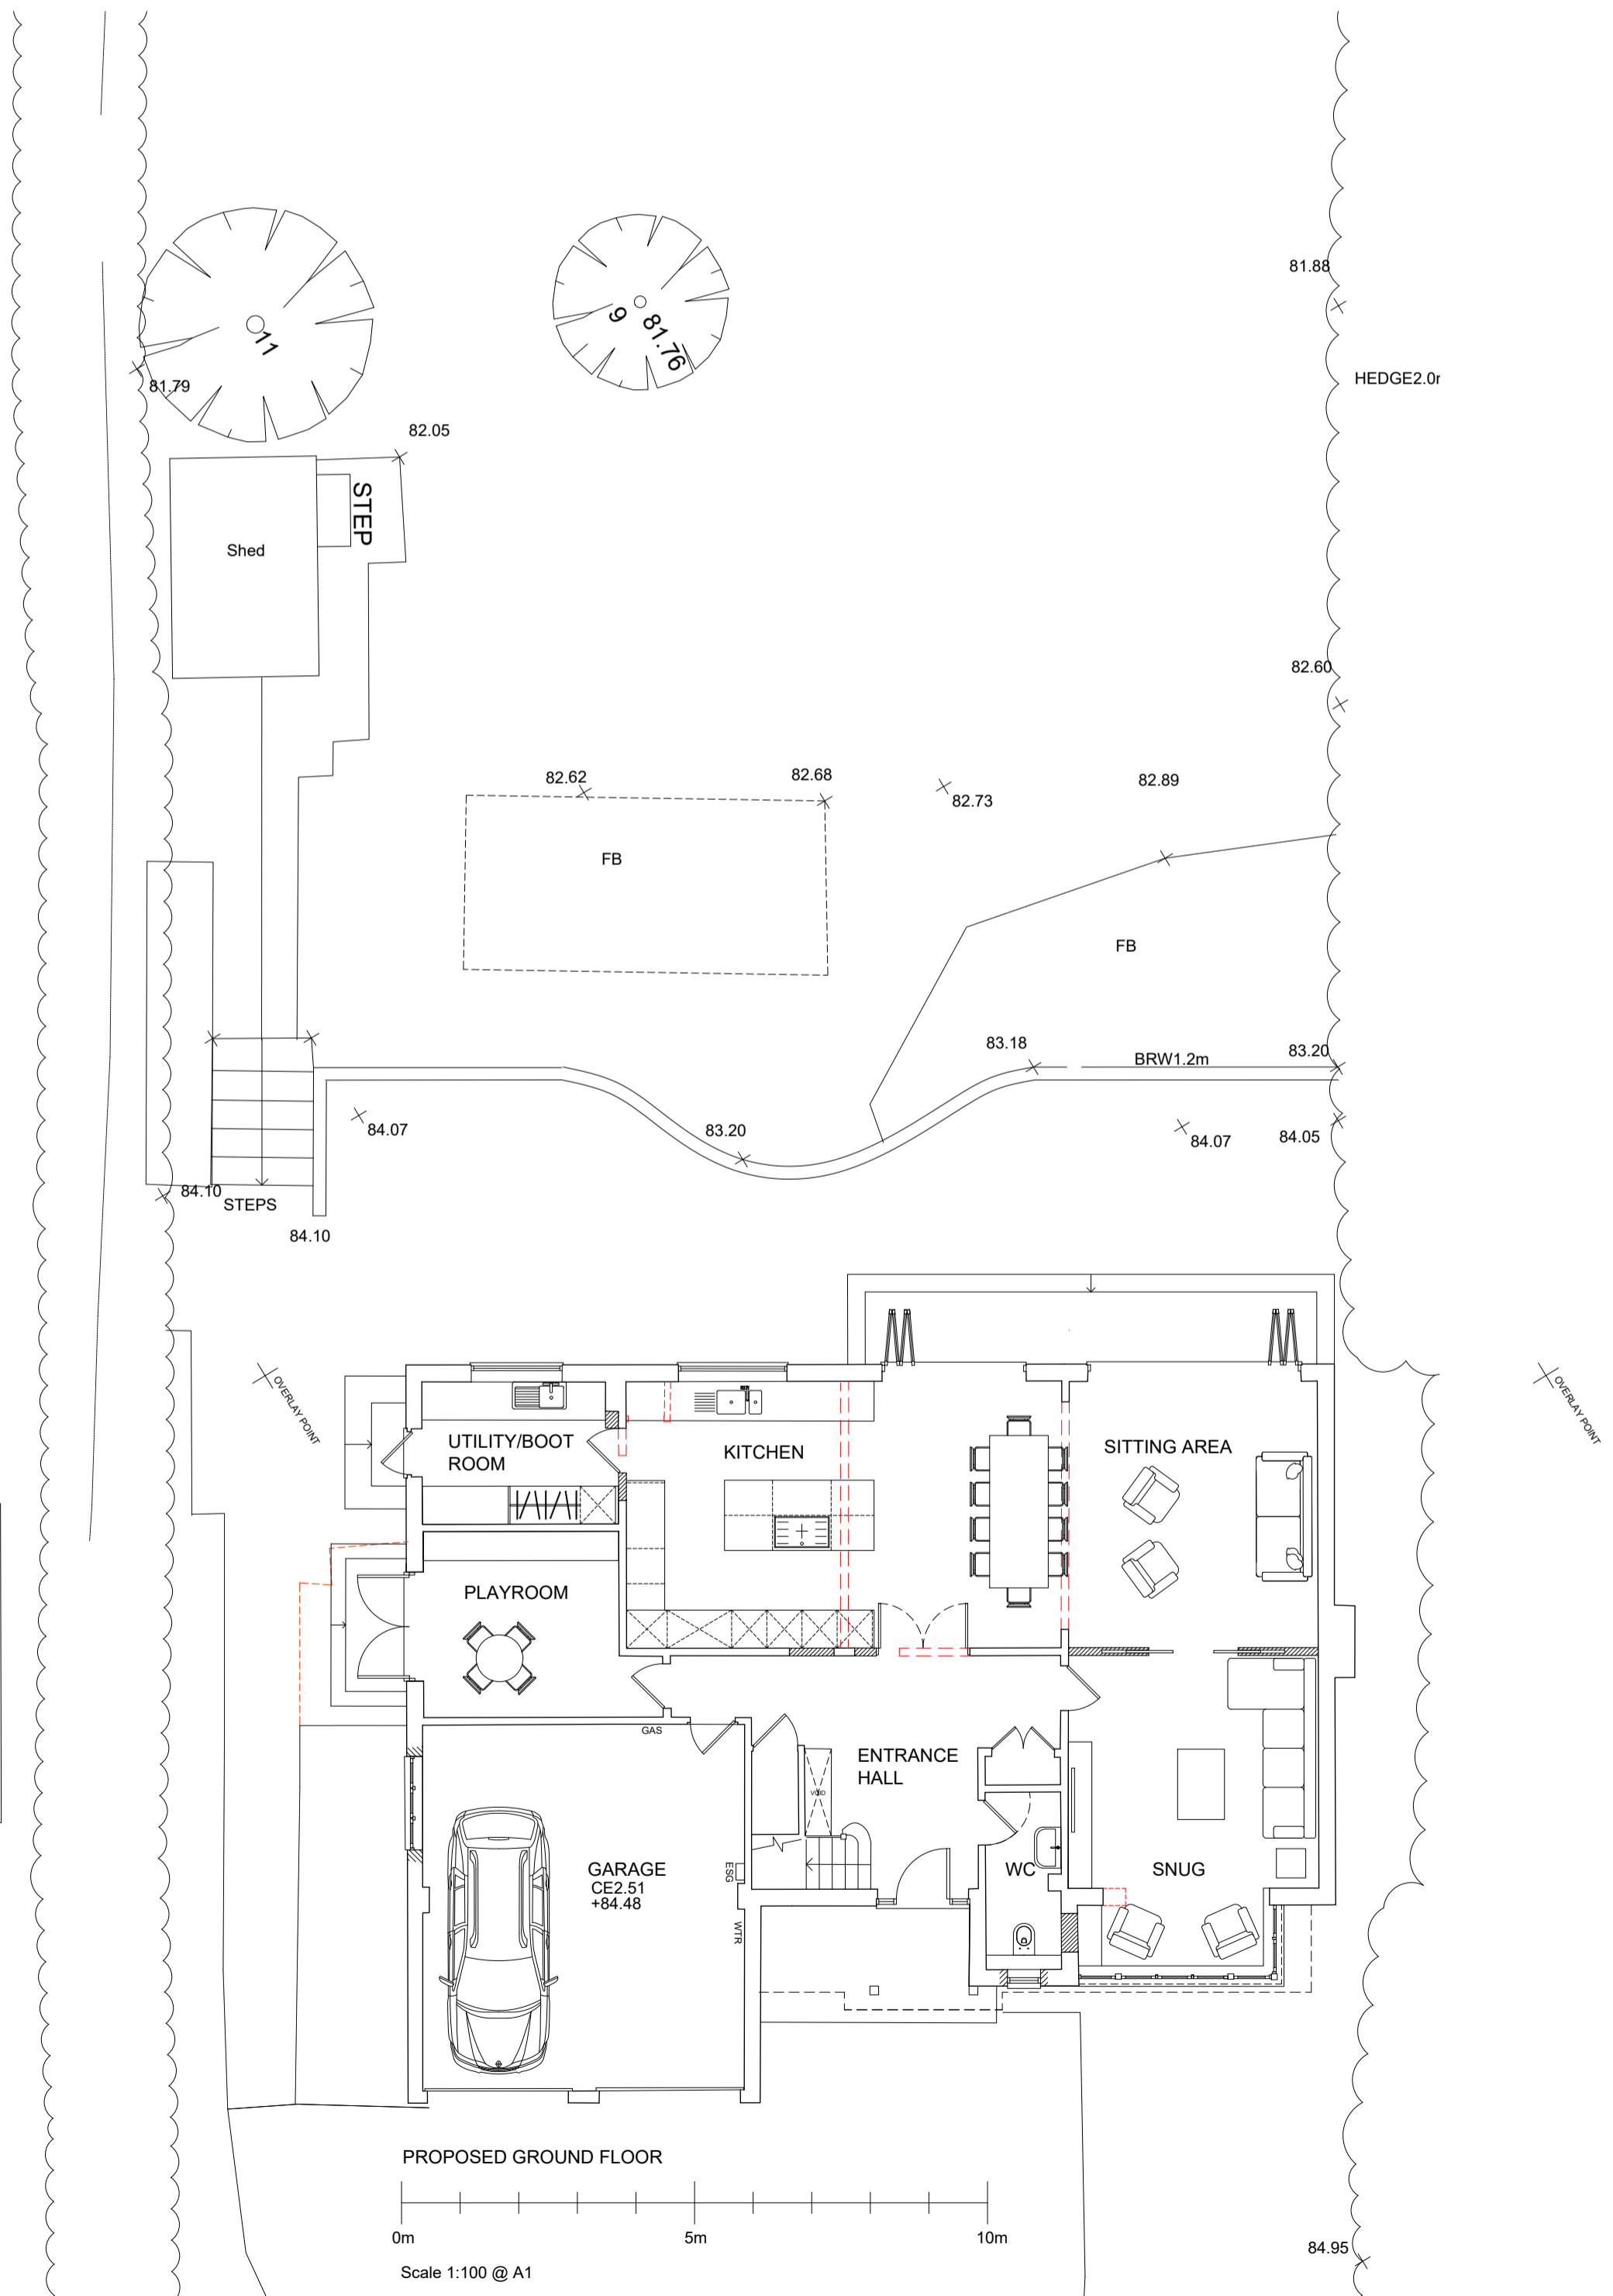 81.88
11
9
81.76
HEDGE2.0
81.79
82.05
STEP
Shed
82.60
82.62
82.68
82.73
82.89
FB
FB
83.18
BRW1.2m
83.20
84.07
83.20
84.07
84.05
84.10
STEPS
84.10
OVERLAY POINT
OVERLAY POINT
UTILITY/BOOT
ROOM
KITCHEN
SITTING AREA
PLAYROOM
GAS
ENTRANCE
HALL
VOID
GARAGE
CE2.51
+84.48
ESG
WTR
WC
SNUG
PROPOSED GROUND FLOOR
0m
5m
10m
Scale 1:100 @ A1
84.95